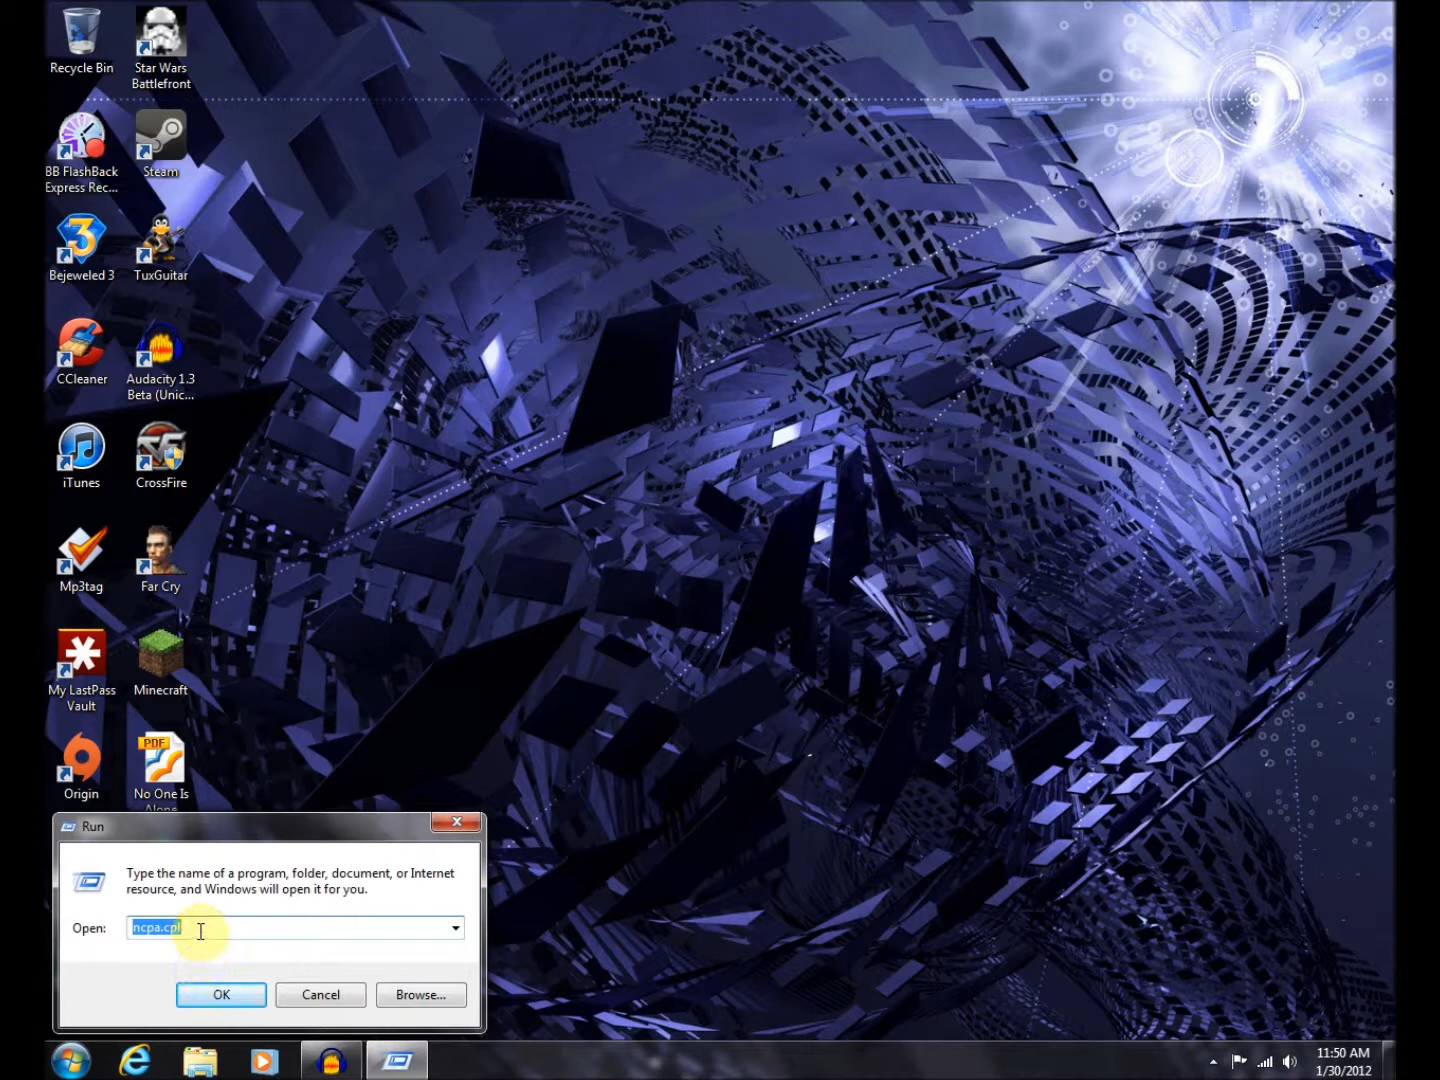 Recycle Bin
Star Wars
Battlefront
BB FlashBack
Express Rec...
Steam
Bejeweled 3
TuxGuitar
CCleaner
Audacity 1.3
Beta (Unic...
iTunes
CrossFire
Mp3tag
Far Cry
My LastPass
Vault
Minecraft
Origin
PDF
No One Is
Alone
Run
Type the name of a program, folder, document, or Internet
resource, and Windows will open it for you.
Open:
ncpa.cpl
OK
Cancel
Browse...
11:50 AM
1/30/2012